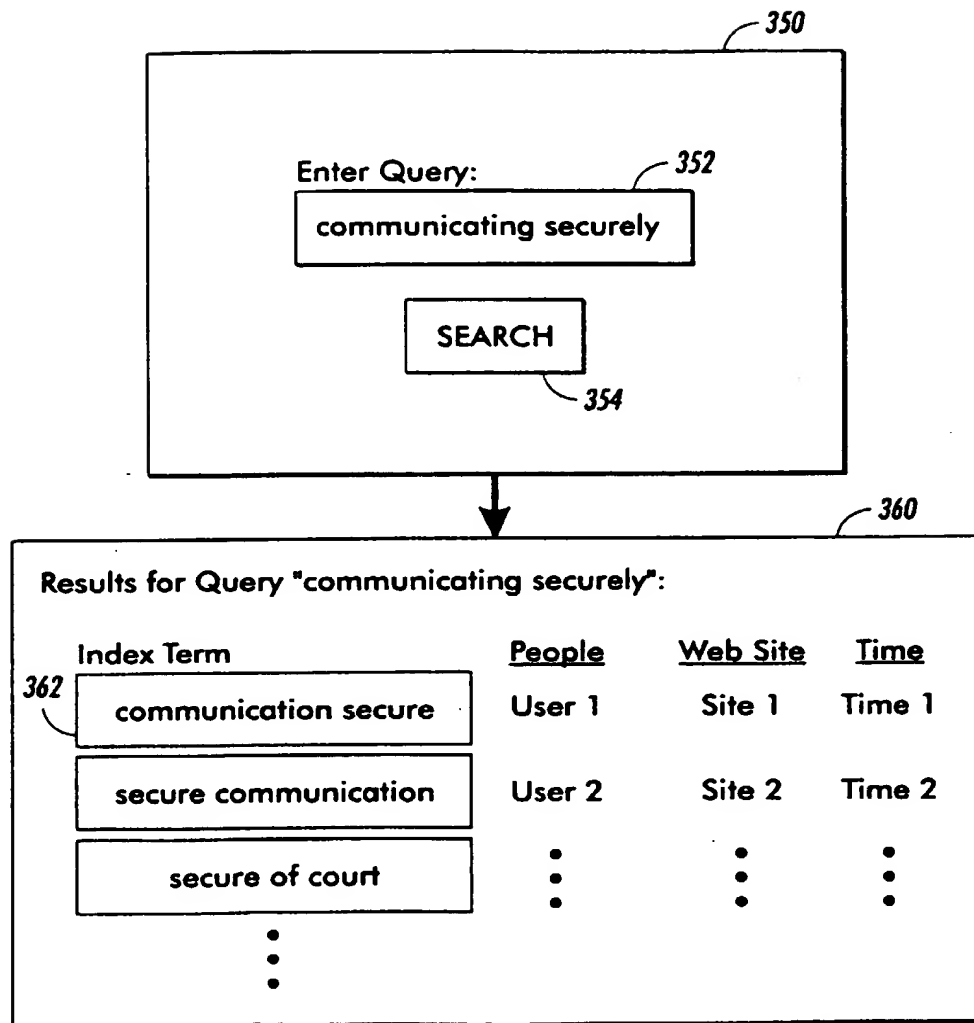 350
Enter Query:
352
communicating securely
SEARCH
354
360
Results for Query "communicating securely":
Index Term People Web Site Time
362
communication secure User 1 Site 1 Time 1
secure communication User 2 Site 2 Time 2
secure of court